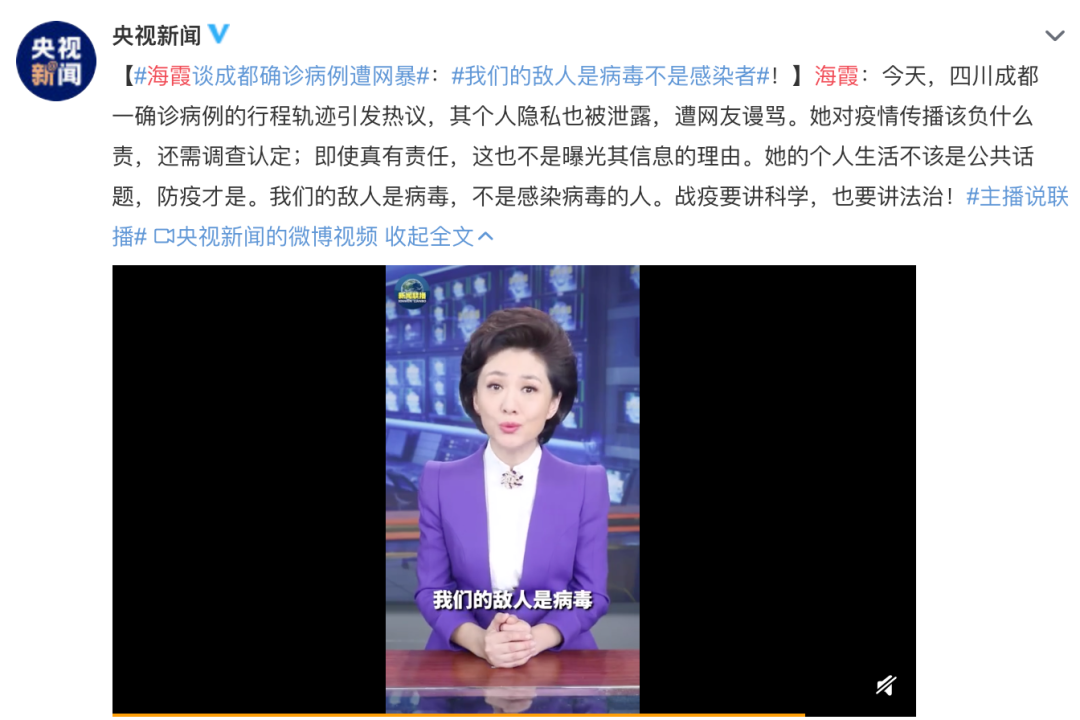 央视
新闻
央视新闻
【#海霞谈成都确诊病例遭网暴#：#我们的敌人是病毒不是感染者#！】海霞：今天，四川成都
一确诊病例的行程轨迹引发热议，其个人隐私也被泄露，遭网友谩骂。她对疫情传播该负什么
责，还需调查认定；即使真有责任，这也不是曝光其信息的理由。她的个人生活不该是公共话
题，防疫才是。我们的敌人是病毒，不是感染病毒的人。战疫要讲科学，也要讲法治！#主播说联
播# 央视新闻的微博视频 收起全文
新闻联播
我们的敌人是病毒